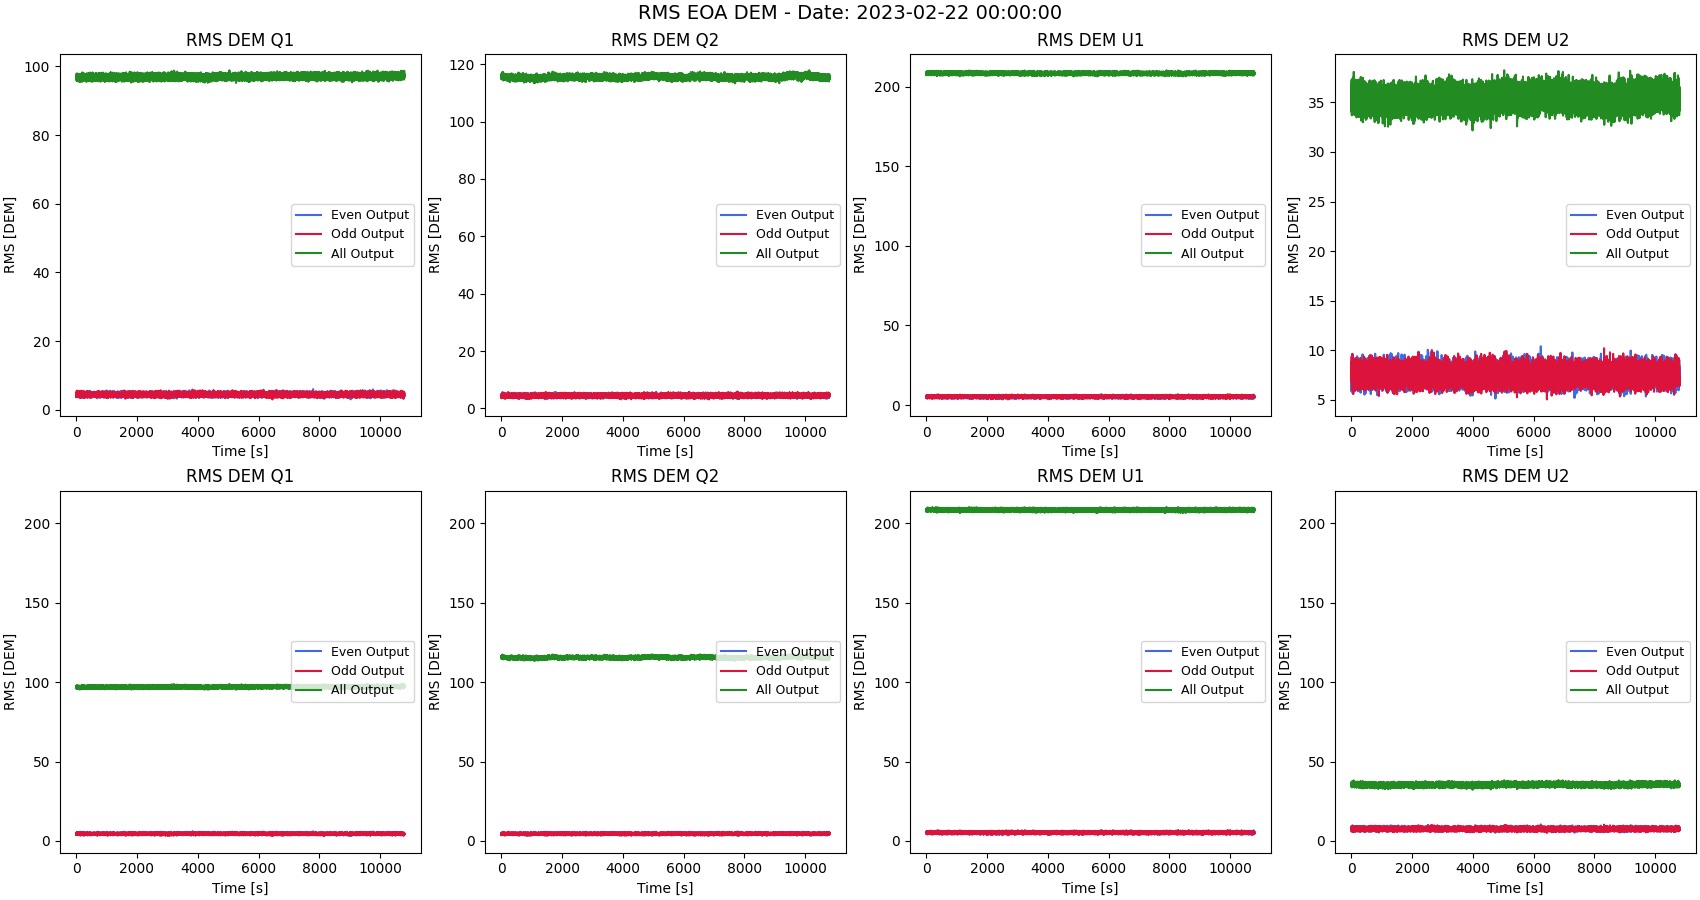 RMS EOA DEM - Date: 2023-02-22 00:00:00
RMS DEM Q1
RMS [DEM]
100
80
60
40
20
0
Even Output
Odd Output
All Output
0 2000 4000 6000 8000 10000
Time [s]
RMS DEM Q2
RMS [DEM]
120
100
80
60
40
20
0
Even Output
Odd Output
All Output
0 2000 4000 6000 8000 10000
Time [s]
RMS DEM U1
RMS [DEM]
200
150
100
50
0
Even Output
Odd Output
All Output
0 2000 4000 6000 8000 10000
Time [s]
RMS DEM U2
RMS [DEM]
35
30
25
20
15
10
5
Even Output
Odd Output
All Output
0 2000 4000 6000 8000 10000
Time [s]
RMS DEM Q1
RMS [DEM]
200
150
100
50
0
Even Output
Odd Output
All Output
0 2000 4000 6000 8000 10000
Time [s]
RMS DEM Q2
RMS [DEM]
200
150
100
50
0
Even Output
Odd Output
All Output
0 2000 4000 6000 8000 10000
Time [s]
RMS DEM U1
RMS [DEM]
200
150
100
50
0
Even Output
Odd Output
All Output
0 2000 4000 6000 8000 10000
Time [s]
RMS DEM U2
RMS [DEM]
200
150
100
50
0
Even Output
Odd Output
All Output
0 2000 4000 6000 8000 10000
Time [s]